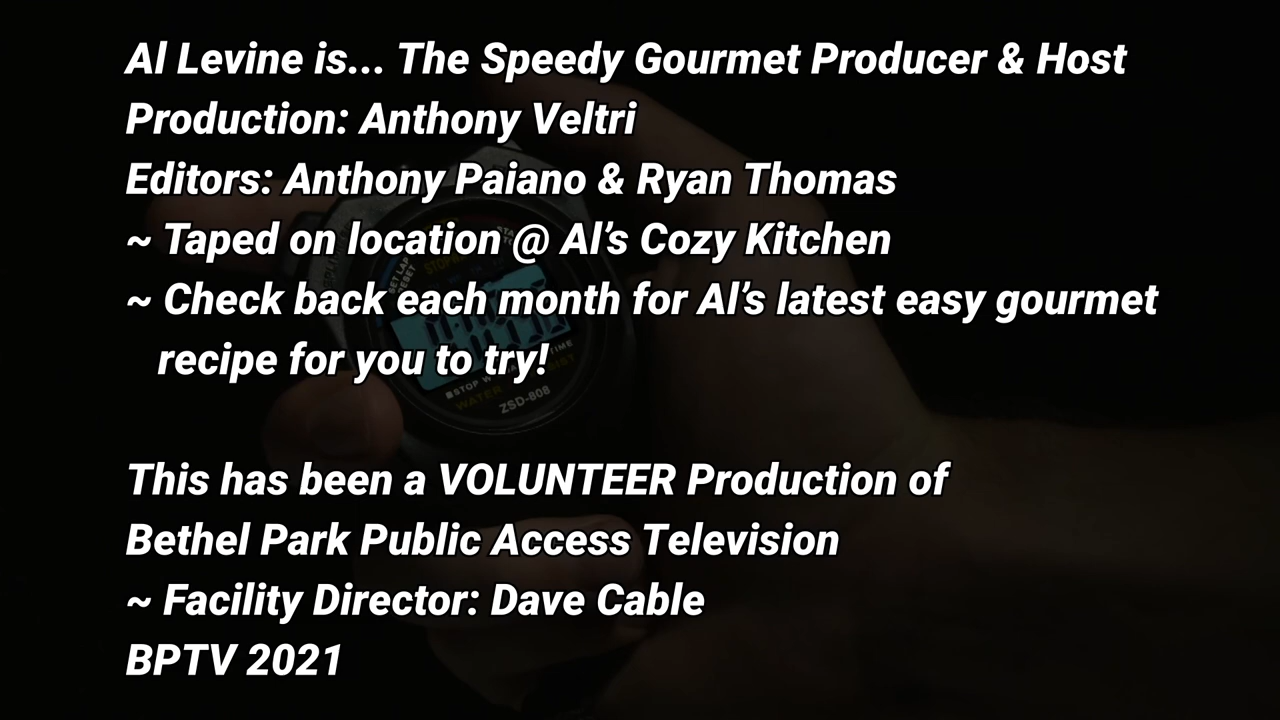 Al Levine is... The Speedy Gourmet Producer & Host
Production: Anthony Veltri
Editors: Anthony Paiano & Ryan Thomas
~ Taped on location @ Al’s Cozy Kitchen
~ Check back each month for Al’s latest easy gourmet
recipe for you to try!
This has been a VOLUNTEER Production of
Bethel Park Public Access Television
~ Facility Director: Dave Cable
BPTV 2021
ZSD-808